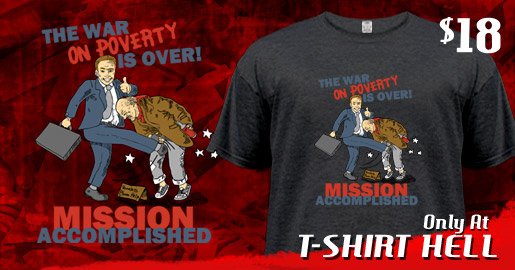 THE WAR
ON POVERTY
IS OVER!
MISSION
ACCOMPLISHED
THE WAR
ON POVERTY
IS OVER!
MISSION
ACCOMPLISHED
$18
Only At
T-SHIRT HELL